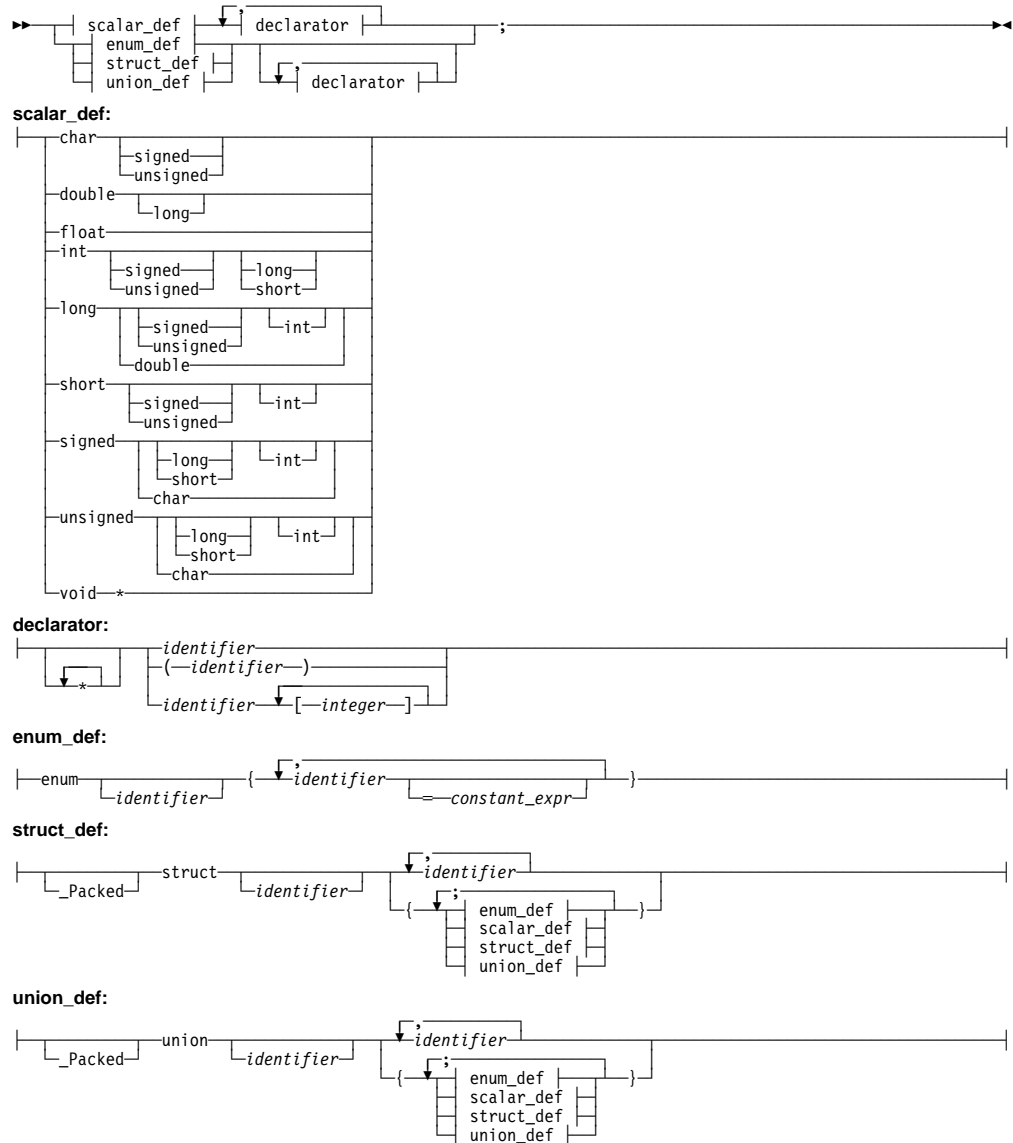 ,
scalar_def declarator ;
enum_def
struct_def ,
union_def declarator
scalar_def:
char
signed
unsigned
double
long
float
int
signed long
unsigned short
long
signed int
unsigned
double
short
signed int
unsigned
signed
long int
short
char
unsigned
long int
short
char
void *
declarator:
identifier
* ( identifier )
identifier [ integer ]
enum_def:
,
enum { identifier }
identifier = constant_expr
struct_def:
,
struct identifier
_Packed identifier ;
{ enum_def }
scalar_def
struct_def
union_def
union_def:
,
union identifier
_Packed identifier ;
{ enum_def }
scalar_def
struct_def
union_def